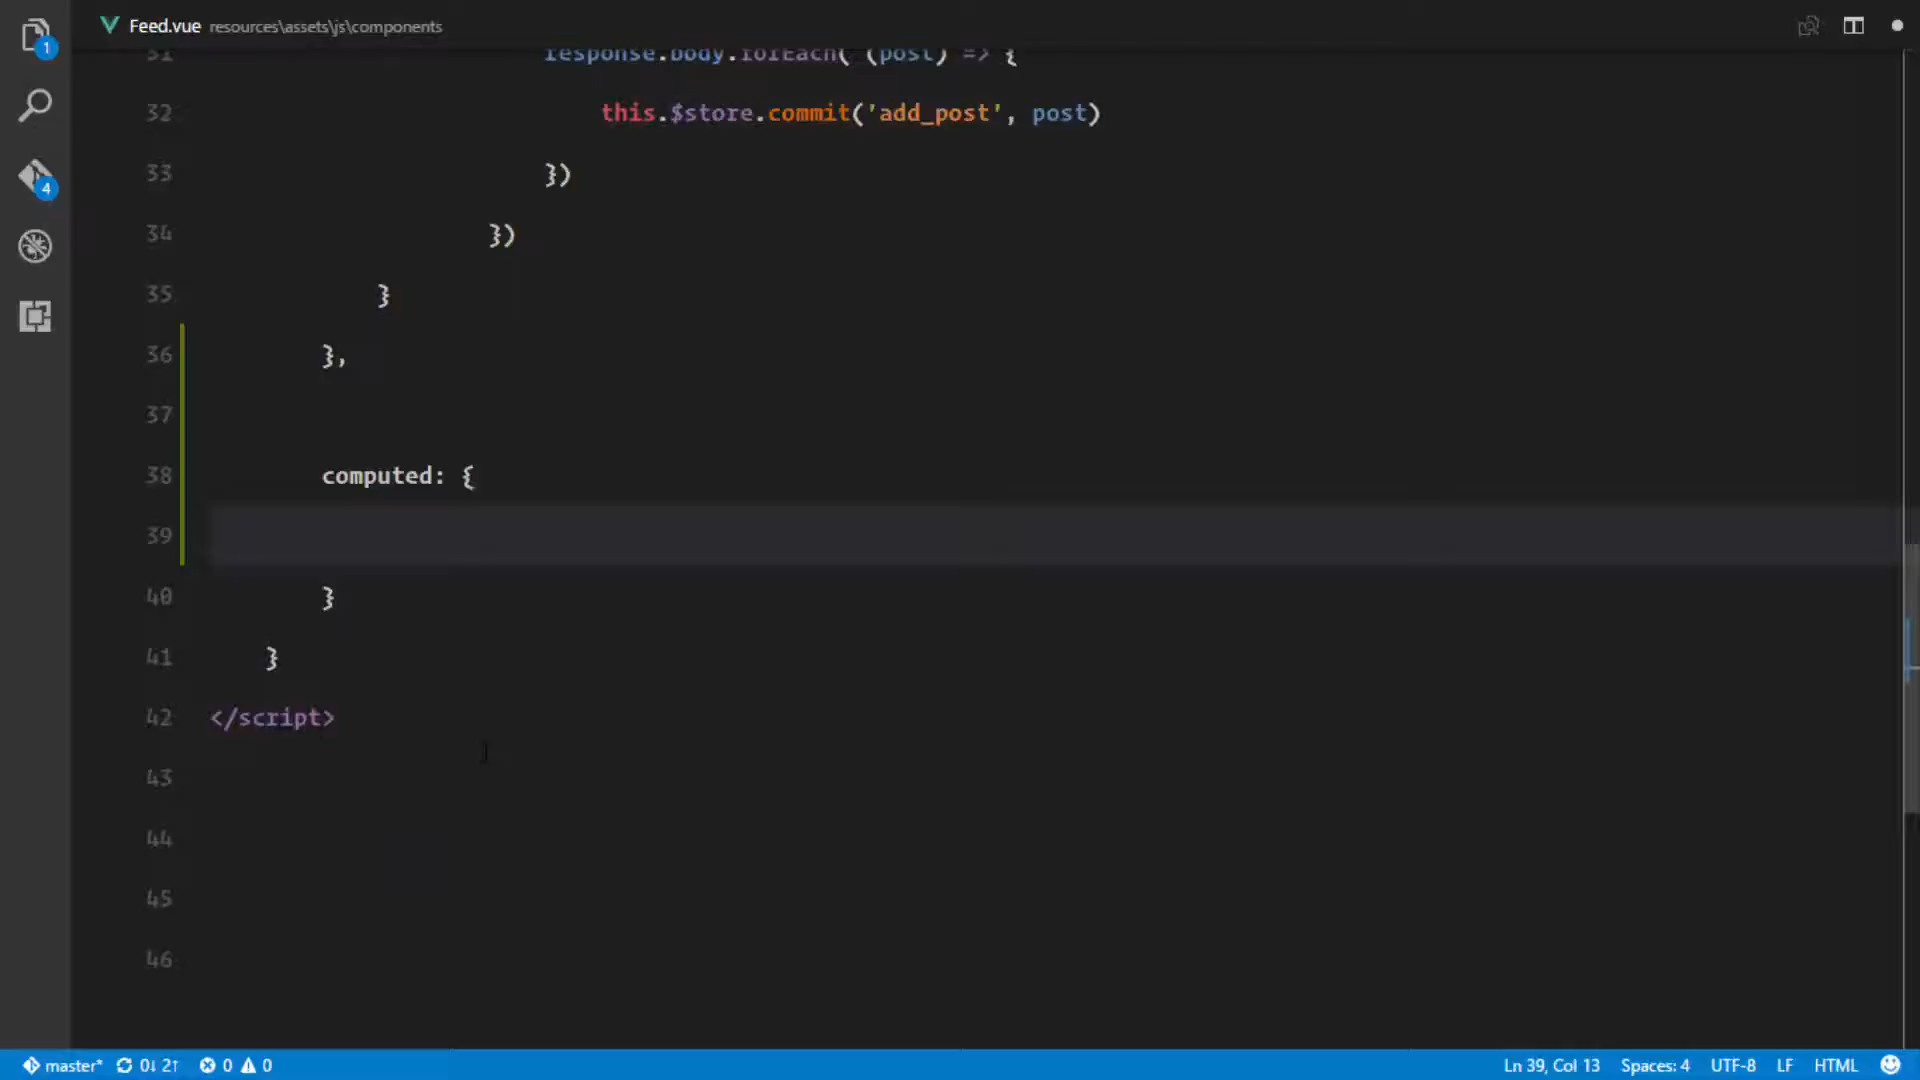 Feed.vue resources\assets\js\components
1
31 response.body.forEach( (post) => {
32 this.$store.commit('add_post', post)
33 })
4
34 })
35 }
36 },
37
38 computed: {
39
40 }
41 }
42 </script>
43
44
45
46
master* 0↓ 2↑ 0 0 Ln 39, Col 13 Spaces: 4 UTF-8 LF HTML